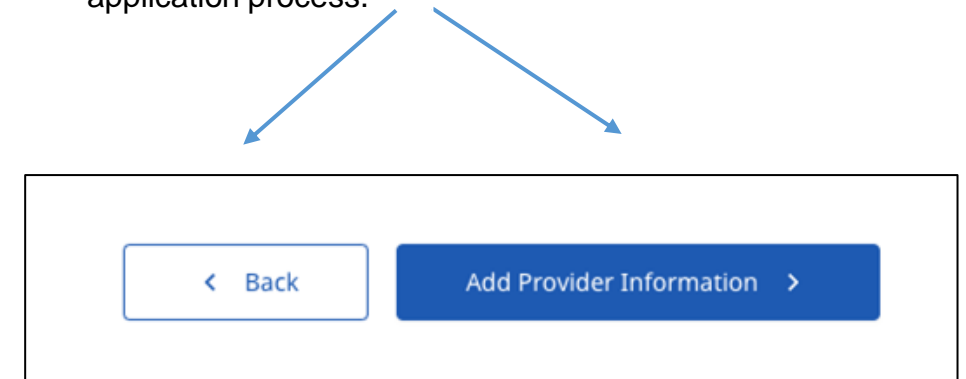 application process.
< Back
Add Provider Information >